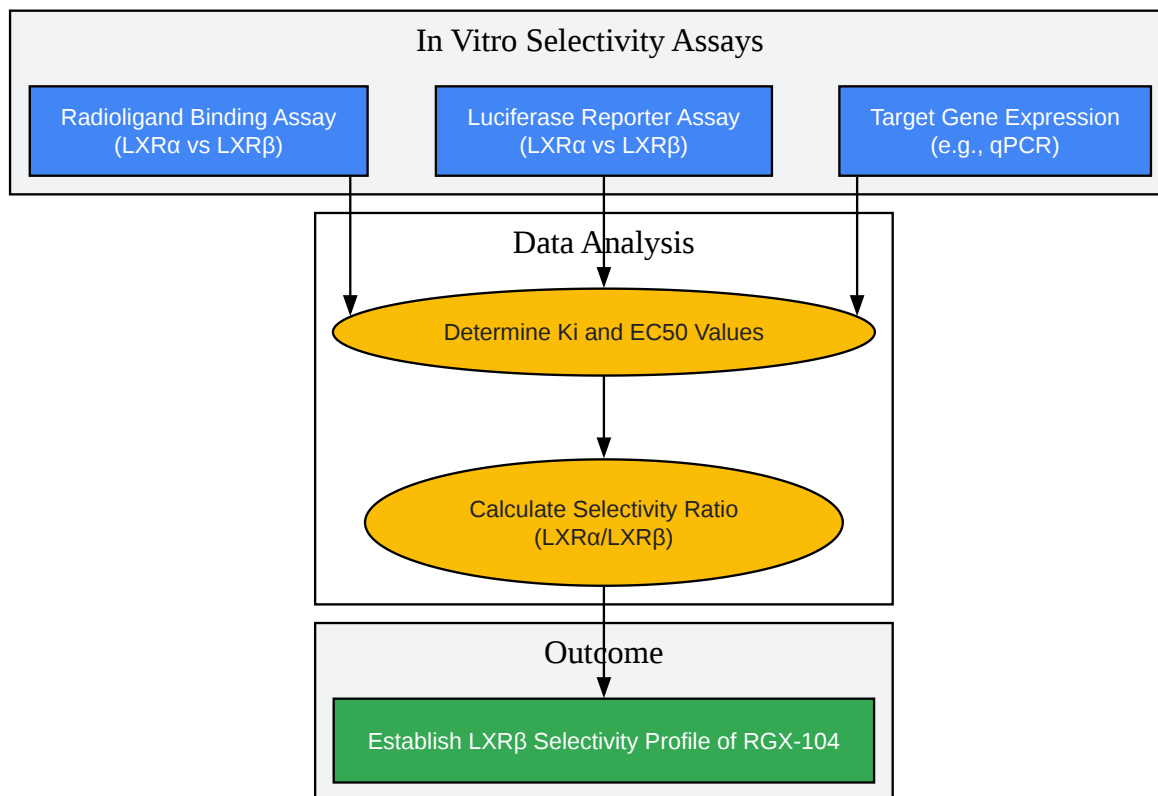 In Vitro Selectivity Assays
Radioligand Binding Assay
(LXRα vs LXRβ)
Luciferase Reporter Assay
(LXRα vs LXRβ)
Target Gene Expression
(e.g., qPCR)
Data Analysis
Determine Ki and EC50 Values
Calculate Selectivity Ratio
(LXRα/LXRβ)
Outcome
Establish LXRβ Selectivity Profile of RGX-104